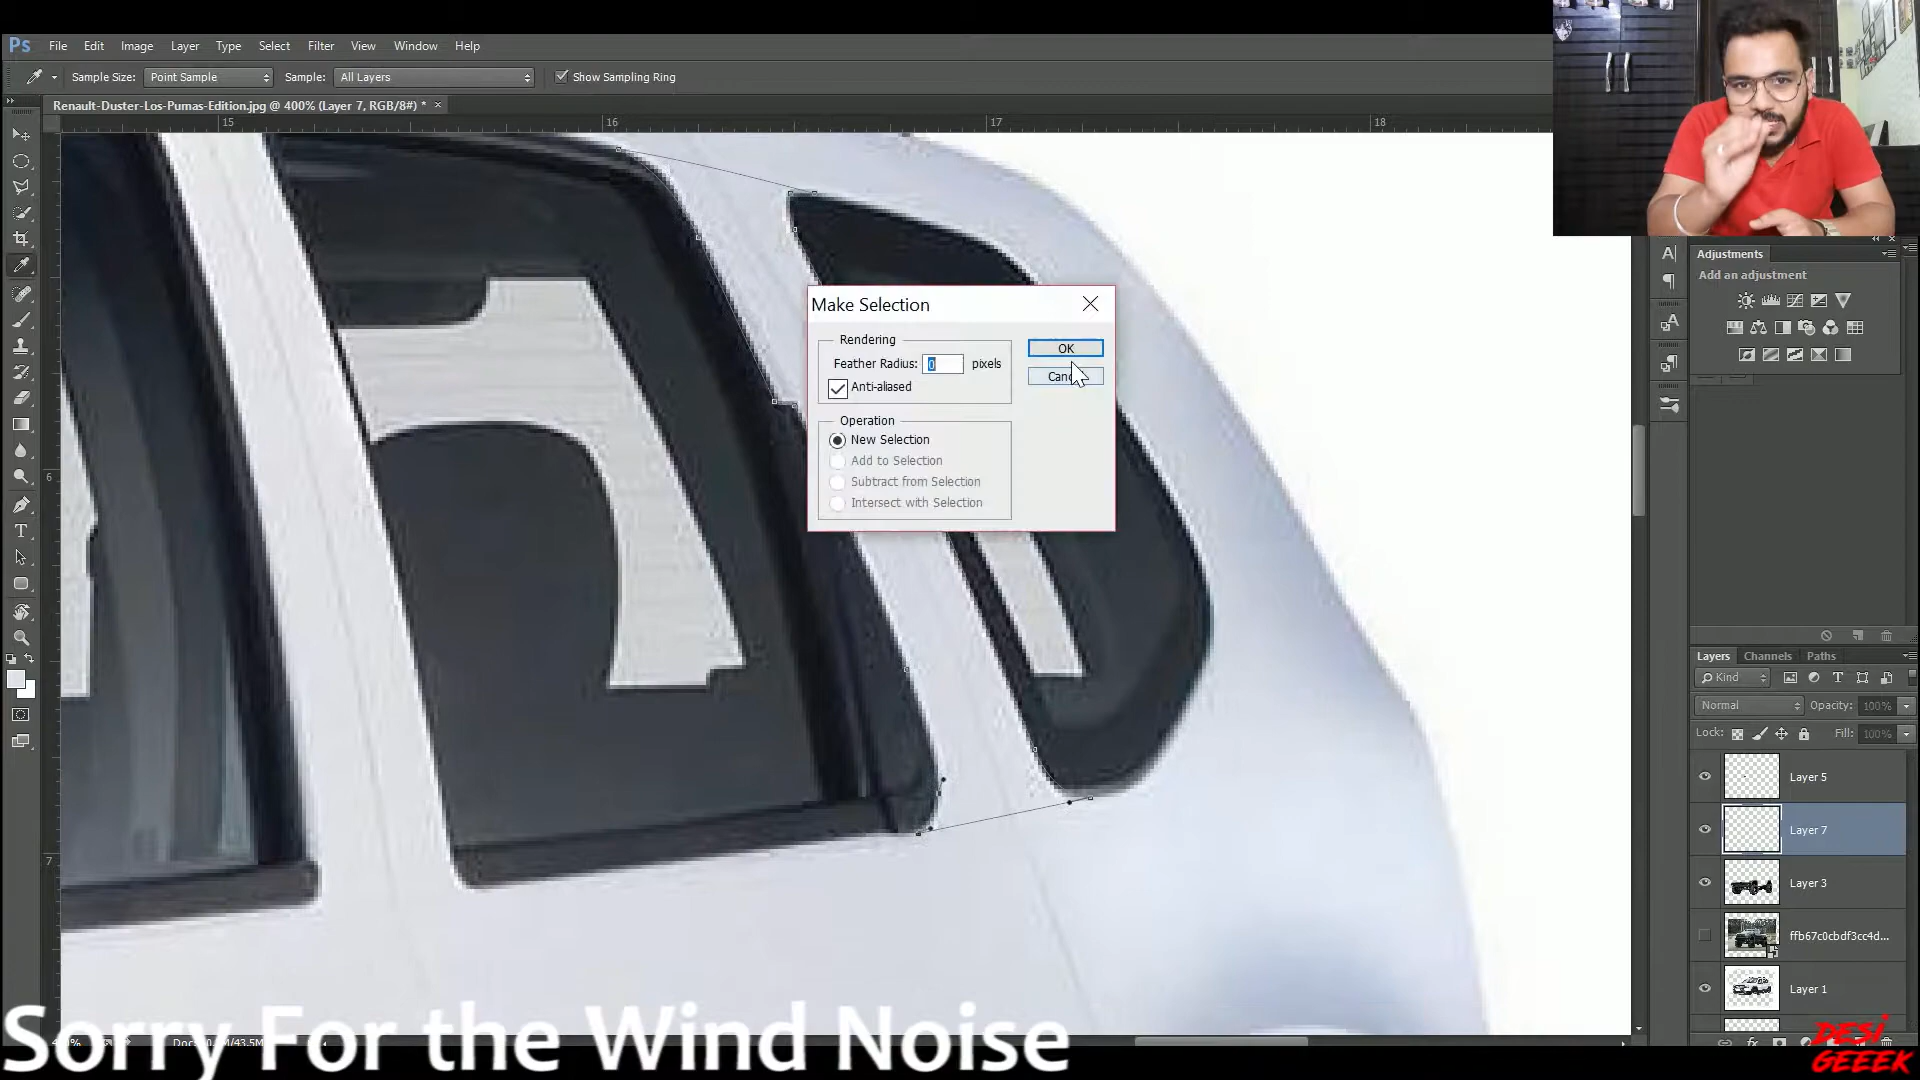 Ps File Edit Image Layer Type Select Filter View Window Help
Sample Size: Point Sample Sample: All Layers Show Sampling Ring
Renault-Duster-Los-Pumas-Edition.jpg @ 400% (Layer 7, RGB/8#) * ×
15 16 17 18
6
7
Make Selection
Rendering
Feather Radius: 0 pixels
Anti-aliased
OK
Operation
New Selection
Add to Selection
Subtract from Selection
Intersect with Selection
Adjustments
Add an adjustment
Layers Channels Paths
Kind
Normal Opacity: 100%
Lock: Fill: 100%
Layer 5
Layer 7
Layer 3
ffb67c0cbdf3cc4d...
Layer 1
Sorry For the Wind Noise
DESi
GEEEK